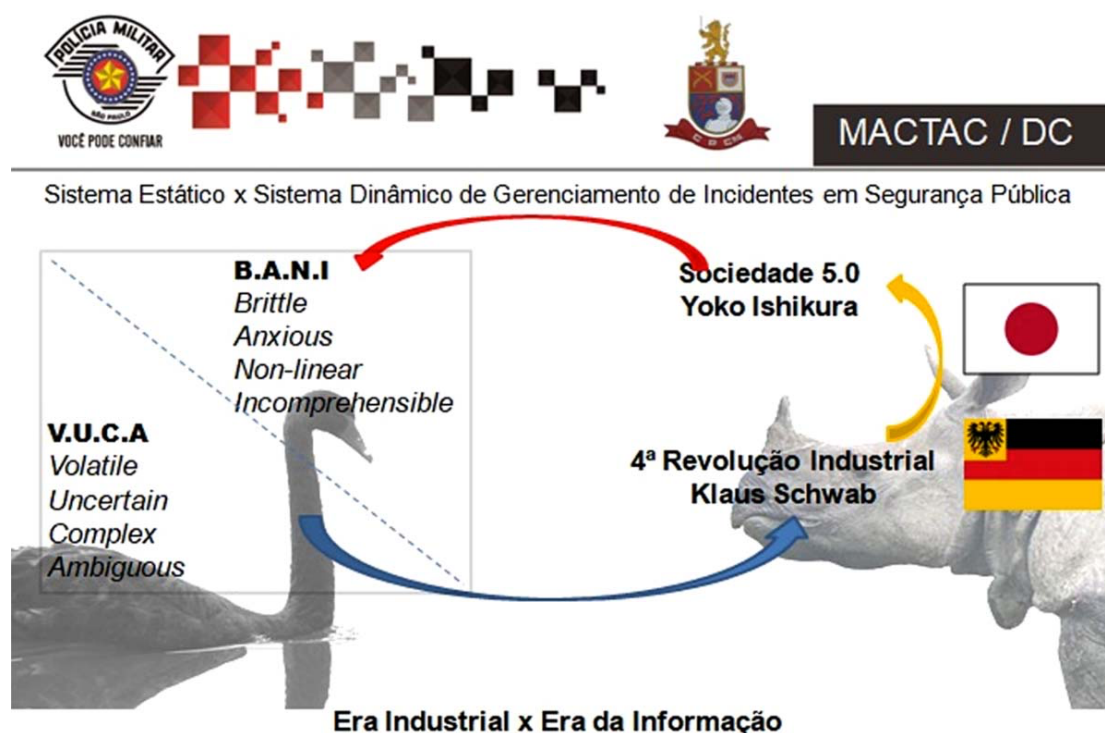 POLÍCIA MILITAR
SÃO PAULO
VOCÊ PODE CONFIAR
C P C M
MACTAC / DC
Sistema Estático x Sistema Dinâmico de Gerenciamento de Incidentes em Segurança Pública
B.A.N.I
Brittle
Anxious
Non-linear
Incomprehensible
V.U.C.A
Volatile
Uncertain
Complex
Ambiguous
Sociedade 5.0
Yoko Ishikura
4ª Revolução Industrial
Klaus Schwab
Era Industrial x Era da Informação